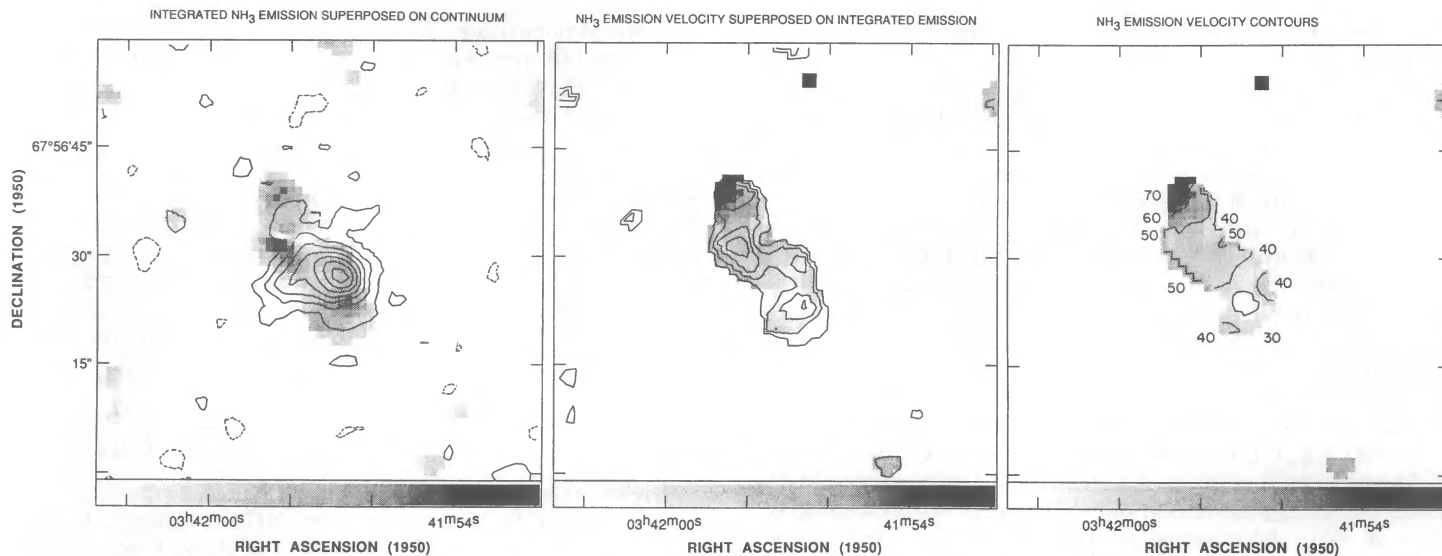 INTEGRATED NH3 EMISSION SUPERPOSED ON CONTINUUM
NH3 EMISSION VELOCITY SUPERPOSED ON INTEGRATED EMISSION
NH3 EMISSION VELOCITY CONTOURS
DECLINATION (1950)
67°56'45"
30"
15"
70
60
50
40
50
40
50
40
40
30
03h42m00s
41m54s
03h42m00s
41m54s
03h42m00s
41m54s
RIGHT ASCENSION (1950)
RIGHT ASCENSION (1950)
RIGHT ASCENSION (1950)